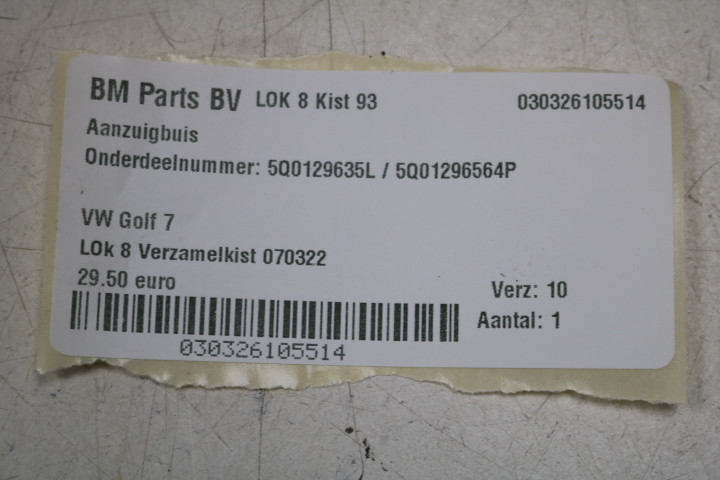 BM Parts BV LOK 8 Kist 93 030326105514
Aanzuigbuis
Onderdeelnummer: 5Q0129635L / 5Q01296564P
VW Golf 7
LOk 8 Verzamelkist 070322
29.50 euro
Verz: 10
Aantal: 1
030326105514